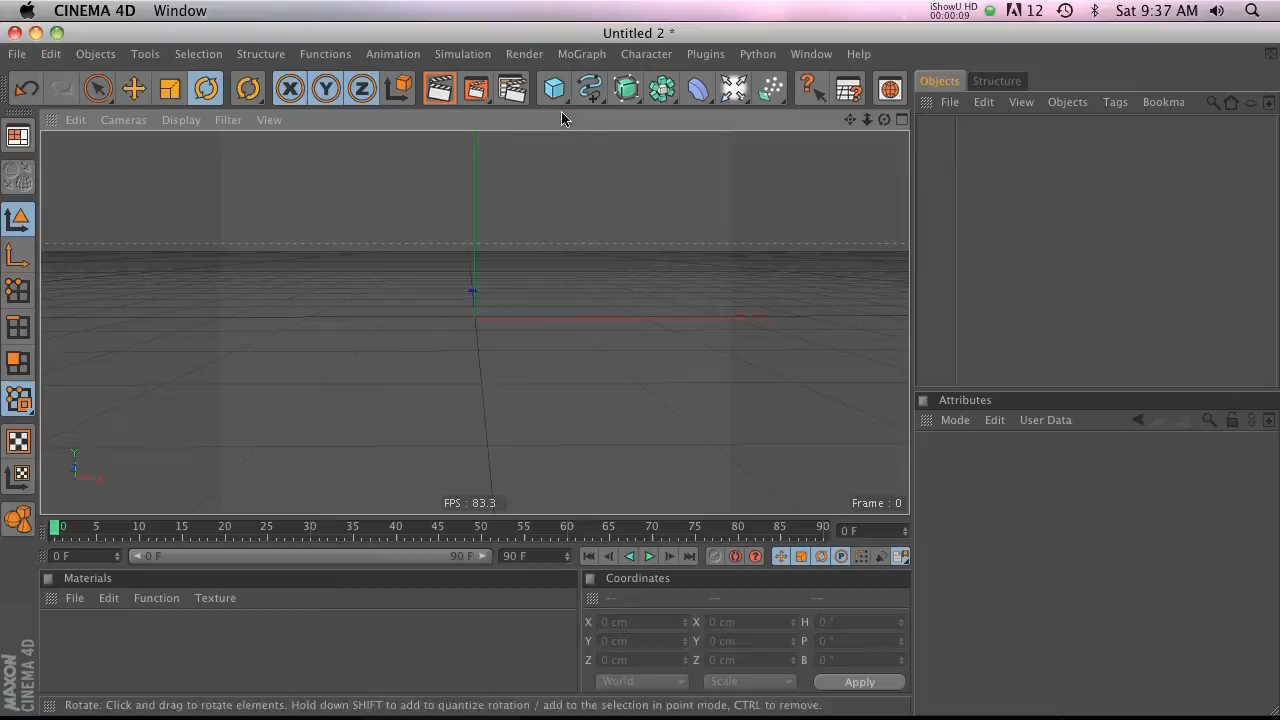 CINEMA 4D Window iShowU HD 00:00:09 12 Sat 9:37 AM
Untitled 2 *
File Edit Objects Tools Selection Structure Functions Animation Simulation Render MoGraph Character Plugins Python Window Help
X Y Z
Objects Structure
File Edit View Objects Tags Bookma
Edit Cameras Display Filter View
Y
X
FPS : 83.3
Frame : 0
0 5 10 15 20 25 30 35 40 45 50 55 60 65 70 75 80 85 90 0 F
0 F 0 F 90 F 90 F
Attributes
Mode Edit User Data
Materials
File Edit Function Texture
Coordinates
-- -- --
X 0 cm X 0 cm H 0 °
Y 0 cm Y 0 cm P 0 °
Z 0 cm Z 0 cm B 0 °
World Scale Apply
MAXON
CINEMA 4D
Rotate: Click and drag to rotate elements. Hold down SHIFT to add to quantize rotation / add to the selection in point mode, CTRL to remove.